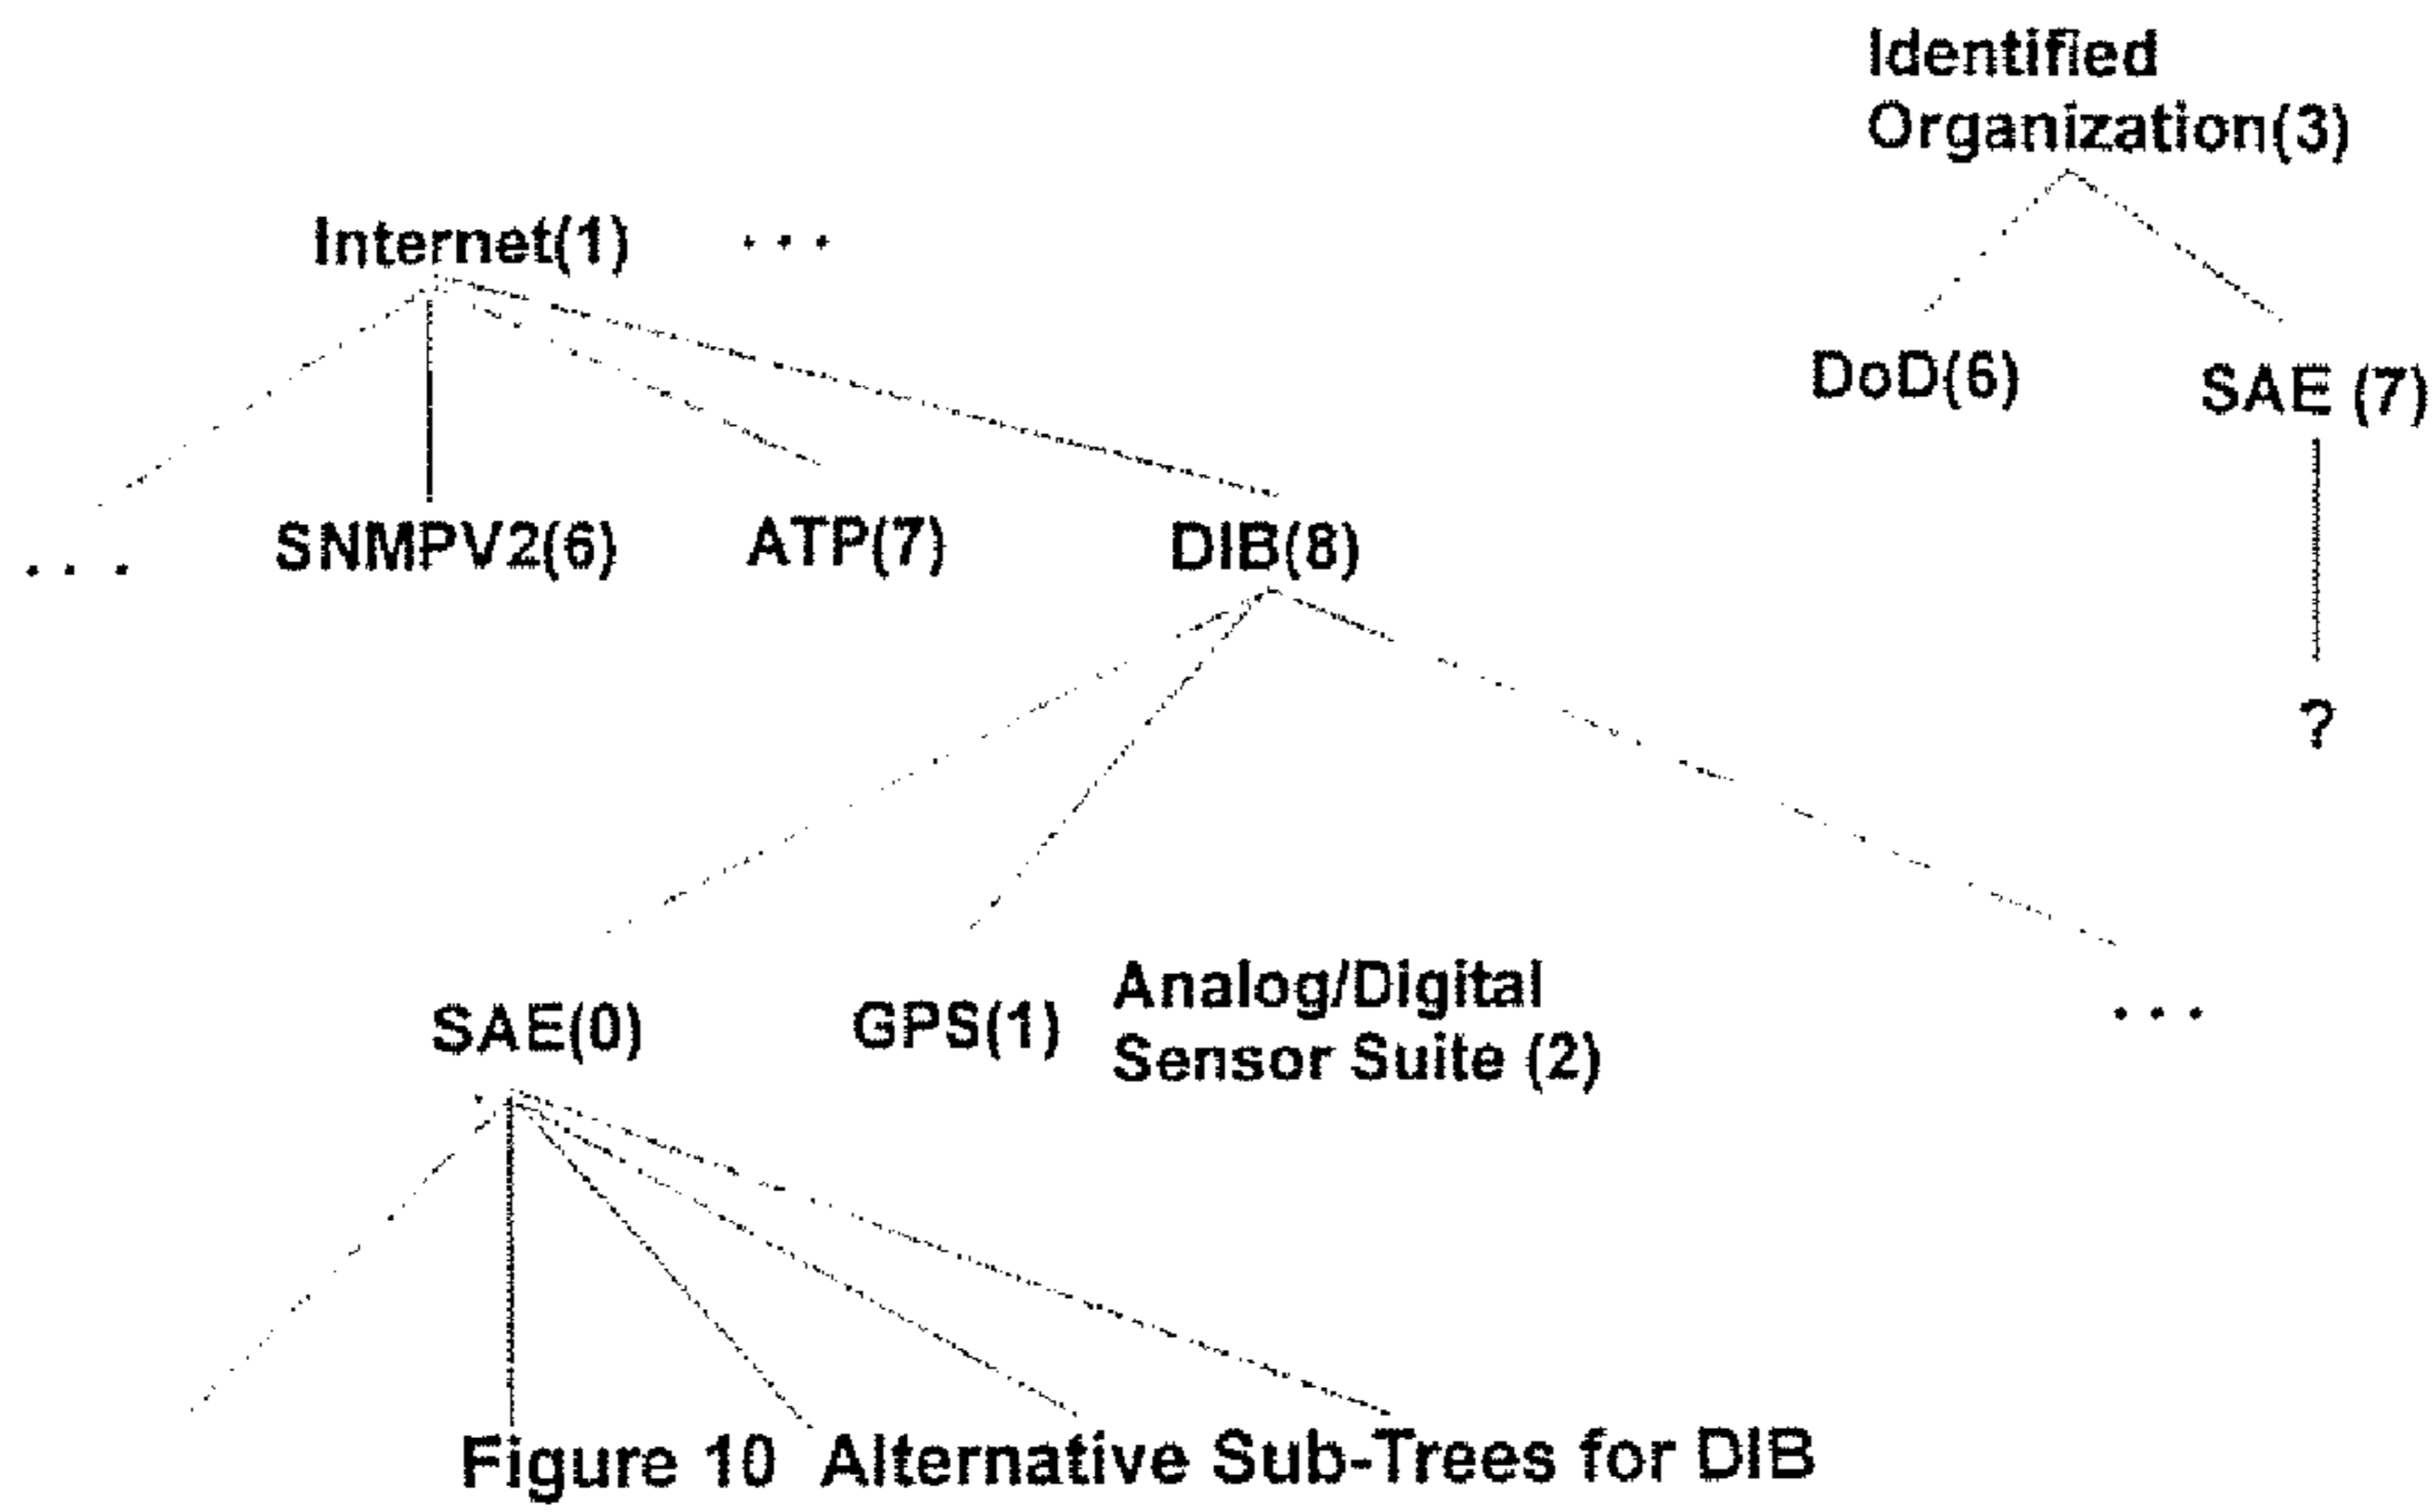 Identified
Organization(3)
Internet(1) . . .
DoD(6) SAE (7)
. . . SNMPV2(6) ATP(7) DIB(8)
?
SAE(0) GPS(1) Analog/Digital
Sensor Suite (2) . . .
Figure 10 Alternative Sub-Trees for DIB